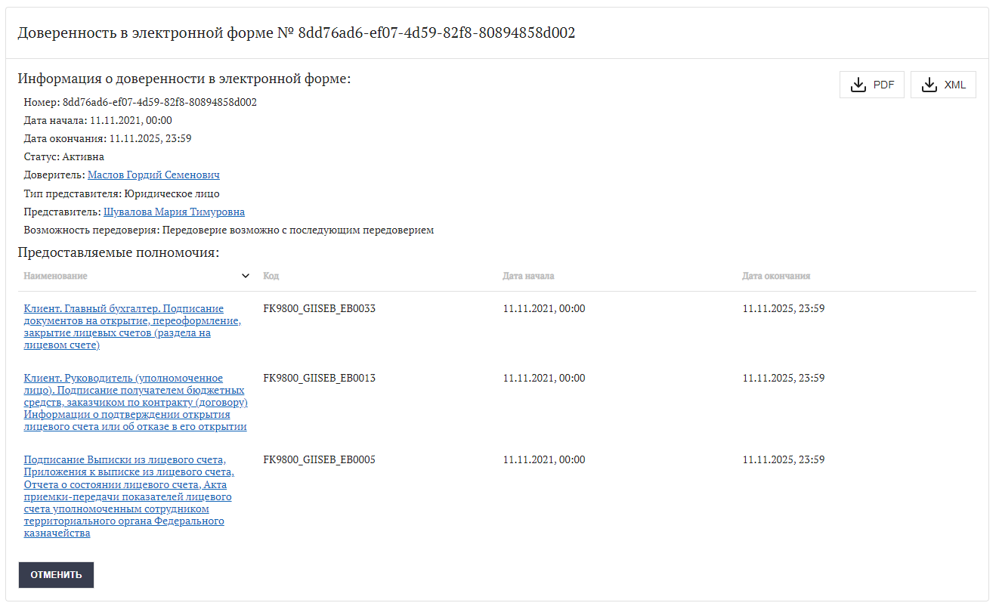 Доверенность в электронной форме № 8dd76ad6-ef07-4d59-82f8-80894858d002
Информация о доверенности в электронной форме:
PDF
XML
Номер: 8dd76ad6-ef07-4d59-82f8-80894858d002
Дата начала: 11.11.2021, 00:00
Дата окончания: 11.11.2025, 23:59
Статус: Активна
Доверитель: Маслов Гордий Семенович
Тип представителя: Юридическое лицо
Представитель: Шувалова Мария Тимуровна
Возможность передоверия: Передоверие возможно с последующим передоверием
Предоставляемые полномочия:
Наименование Код Дата начала Дата окончания
Клиент. Главный бухгалтер. Подписание FK9800_GIISEB_EB0033 11.11.2021, 00:00 11.11.2025, 23:59
документов на открытие, переоформление,
закрытие лицевых счетов (раздела на
лицевом счете)
Клиент. Руководитель (уполномоченное FK9800_GIISEB_EB0013 11.11.2021, 00:00 11.11.2025, 23:59
лицо). Подписание получателем бюджетных
средств, заказчиком по контракту (договору)
Информации о подтверждении открытия
лицевого счета или об отказе в его открытии
Подписание Выписки из лицевого счета, FK9800_GIISEB_EB0005 11.11.2021, 00:00 11.11.2025, 23:59
Приложения к выписке из лицевого счета,
Отчета о состоянии лицевого счета, Акта
приемки-передачи показателей лицевого
счета уполномоченным сотрудником
территориального органа Федерального
казначейства
ОТМЕНИТЬ